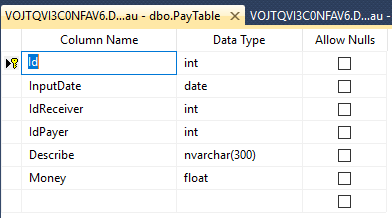 VOJTQVI3C0NFAV6.D...au - dbo.PayTable VOJTQVI3C0NFAV6.D...au
Column Name Data Type Allow Nulls
Id int
InputDate date
IdReceiver int
IdPayer int
Describe nvarchar(300)
Money float